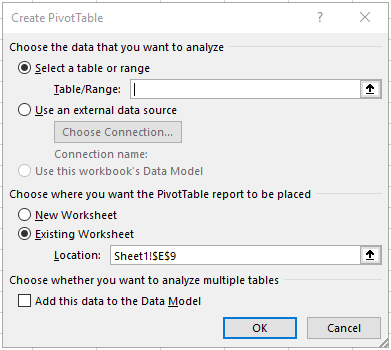 Create PivotTable
? ×
Choose the data that you want to analyze
Select a table or range
Table/Range:
Use an external data source
Choose Connection...
Connection name:
Use this workbook's Data Model
Choose where you want the PivotTable report to be placed
New Worksheet
Existing Worksheet
Location: Sheet1!$E$9
Choose whether you want to analyze multiple tables
Add this data to the Data Model
OK Cancel